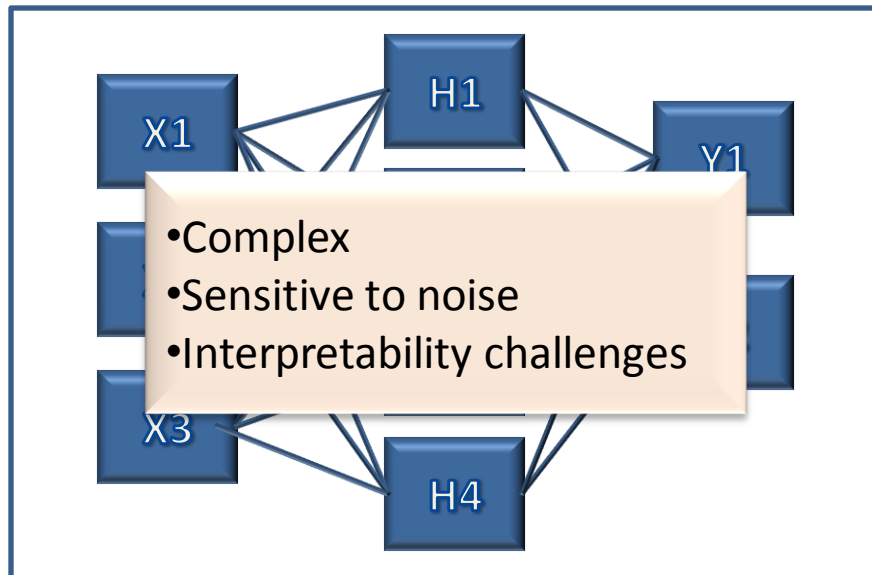 H1
X1
Y1
•Complex
•Sensitive to noise
•Interpretability challenges
X3
H4